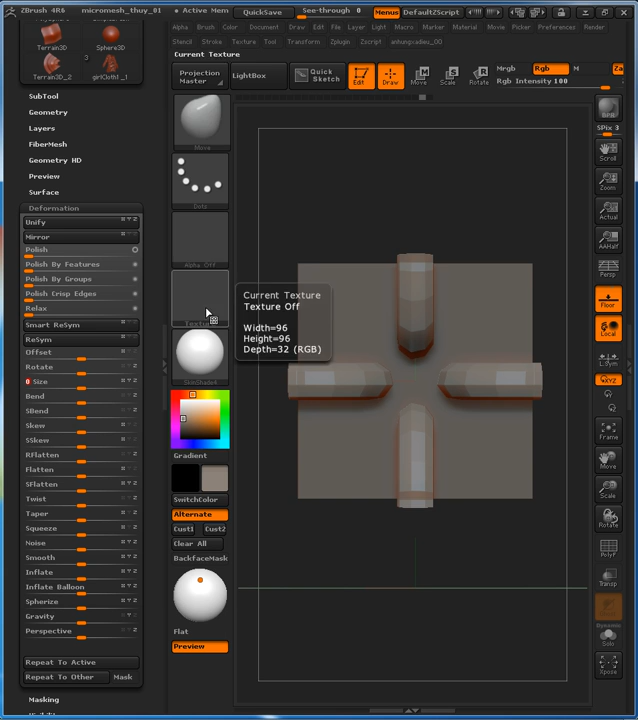 ZBrush 4R6 micromesh_thuy_01 • Active Mem QuickSave See-through 0 Menus DefaultZScript
Alpha Brush Color Document Draw Edit File Layer Light Macro Marker Material Movie Picker Preferences Render
Stencil Stroke Texture Tool Transform Zplugin Zscript
Current Texture
Projection Master
LightBox
Quick Sketch
Edit
Draw
Move
Scale
Rotate
Mrgb Rgb M
Rgb Intensity 100
Terrain3D
Sphere3D
3
Terrain3D_2
girlCloth1_1
SubTool
Geometry
Layers
FiberMesh
Geometry HD
Preview
Surface
Deformation
Unify
Mirror
Polish
Polish By Features
Polish By Groups
Polish Crisp Edges
Relax
Smart ReSym
ReSym
Offset
Rotate
Size
Bend
SBend
Skew
SSkew
RFlatten
Flatten
SFlatten
Twist
Taper
Squeeze
Noise
Smooth
Inflate
Inflate Balloon
Spherize
Gravity
Perspective
Repeat To Active
Repeat To Other Mask
Masking
Move
Dots
Alpha Off
Current Texture
Texture Off
Width=96
Height=96
Depth=32 (RGB)
SkinShade4
Gradient
SwitchColor
Alternate
Cust1 Cust2
Clear All
BackfaceMask
Flat
Preview
BPR
SPix 3
Scroll
Zoom
Actual
AAHalf
Persp
Floor
Local
L.Sym
XYZ
Frame
Move
Scale
Rotate
PolyF
Transp
Dynamic
Solo
Xpose